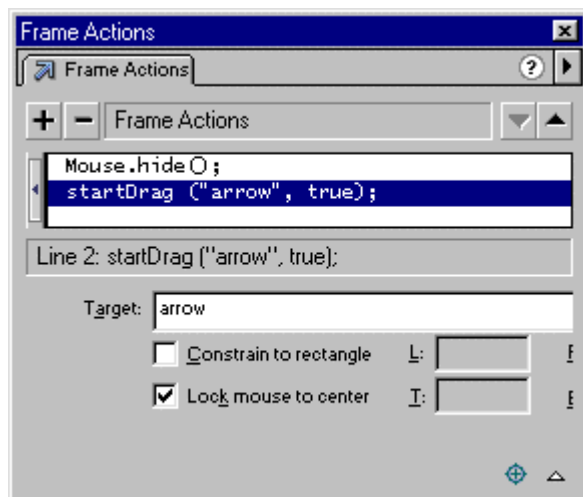 Frame Actions
Frame Actions ?
+ - Frame Actions
Mouse.hide();
startDrag ("arrow", true);
Line 2: startDrag ("arrow", true);
Target: arrow
Constrain to rectangle L:
Lock mouse to center T: